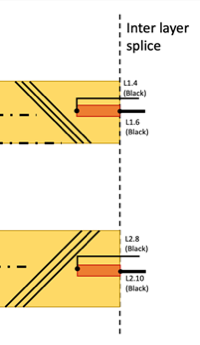 Inter layer
splice
L1.4
(Black)
L1.6
(Black)
L2.8
(Black)
L2.10
(Black)